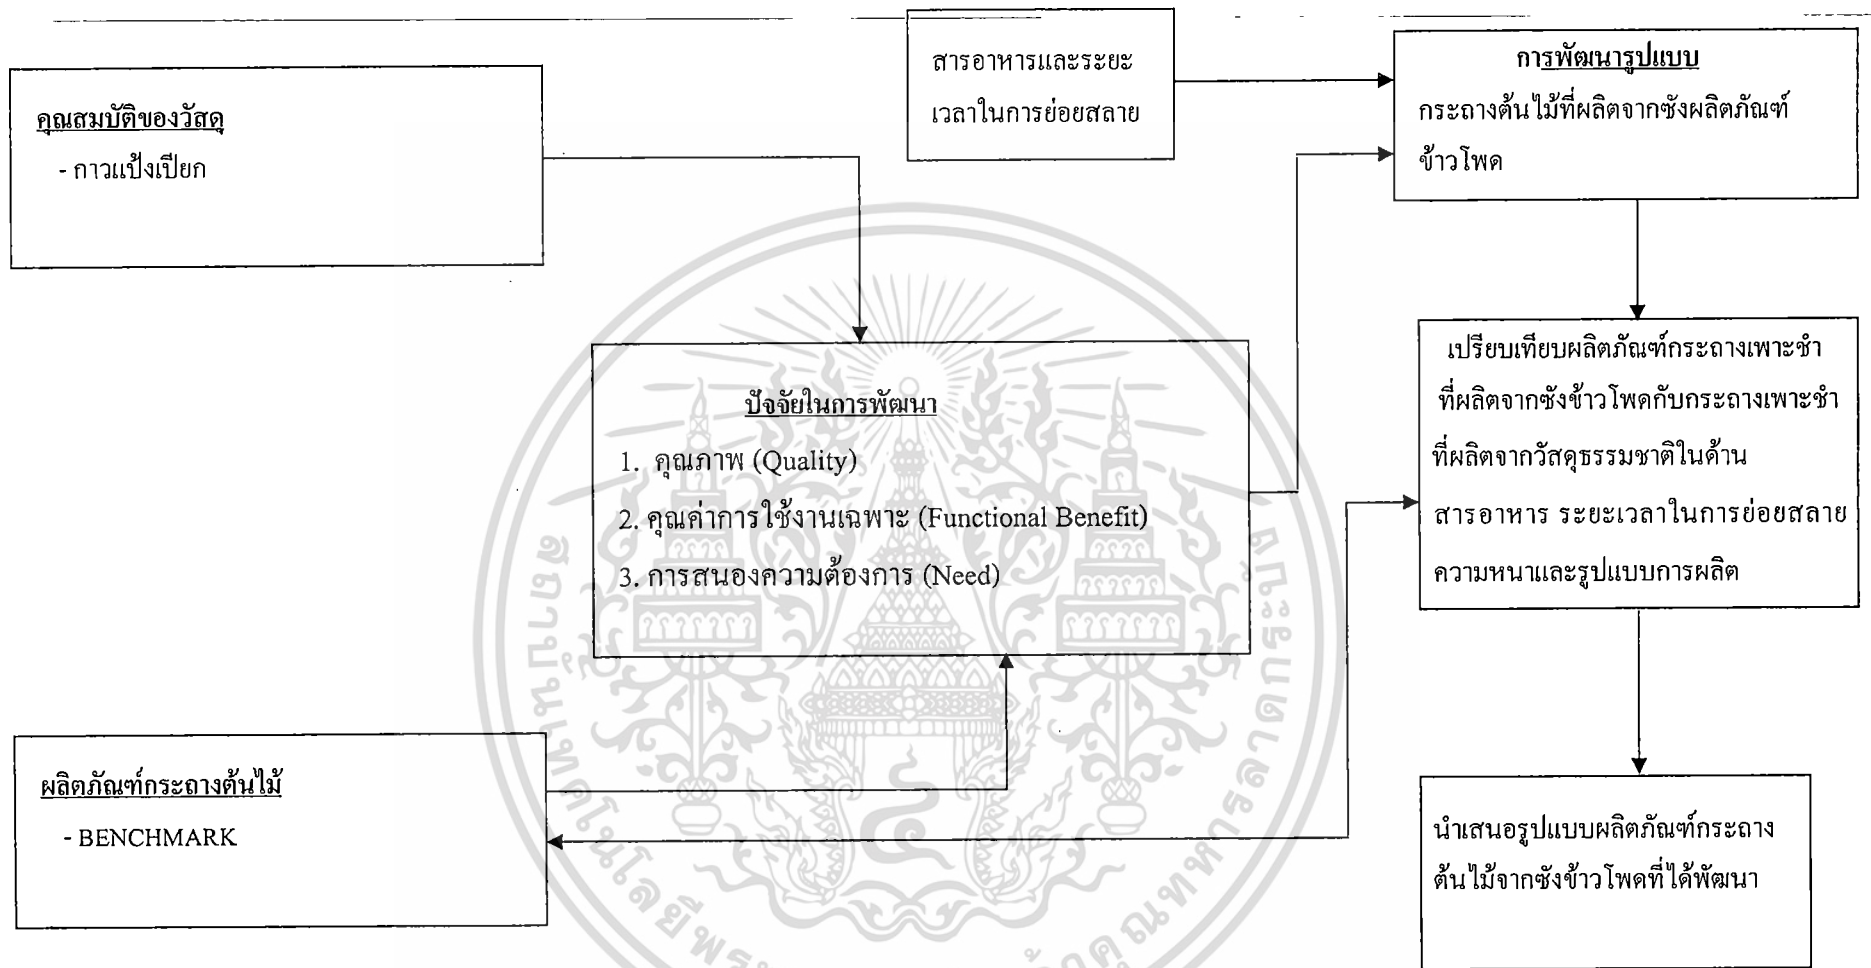 สารอาหารและระยะ
เวลาในการย่อยสลาย
การพัฒนารูปแบบ
กระถางต้นไม้ที่ผลิตจากซังผลิตภัณฑ์
ข้าวโพด
คุณสมบัติของวัสดุ
- กาวแป้งเปียก
ปัจจัยในการพัฒนา
1. คุณภาพ (Quality)
2. คุณค่าการใช้งานเฉพาะ (Functional Benefit)
3. การสนองความต้องการ (Need)
เปรียบเทียบผลิตภัณฑ์กระถางเพาะชำ
ที่ผลิตจากซังข้าวโพดกับกระถางเพาะชำ
ที่ผลิตจากวัสดุธรรมชาติในด้าน
สารอาหาร ระยะเวลาในการย่อยสลาย
ความหนาและรูปแบบการผลิต
ผลิตภัณฑ์กระถางต้นไม้
- BENCHMARK
นำเสนอรูปแบบผลิตภัณฑ์กระถาง
ต้นไม้จากซังข้าวโพดที่ได้พัฒนา